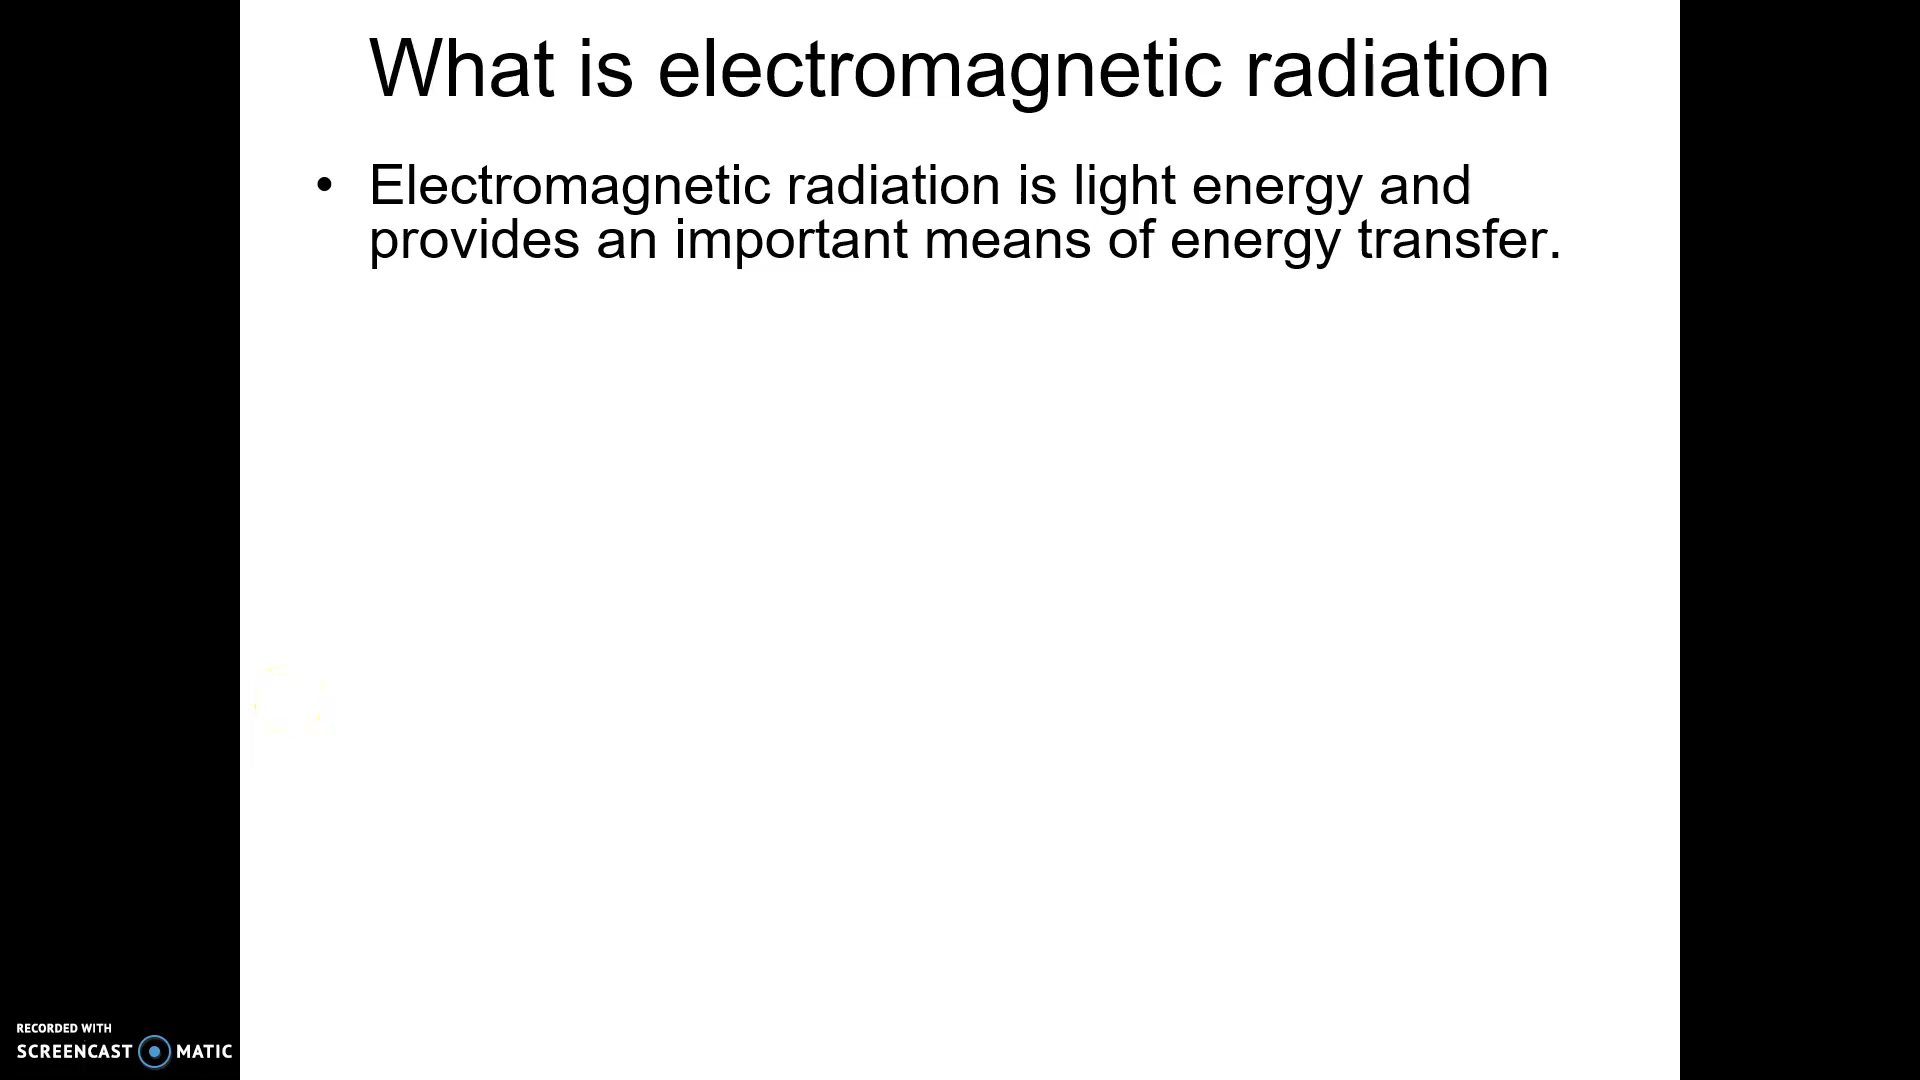 What is electromagnetic radiation
• Electromagnetic radiation is light energy and
provides an important means of energy transfer.
RECORDED WITH
SCREENCAST MATIC